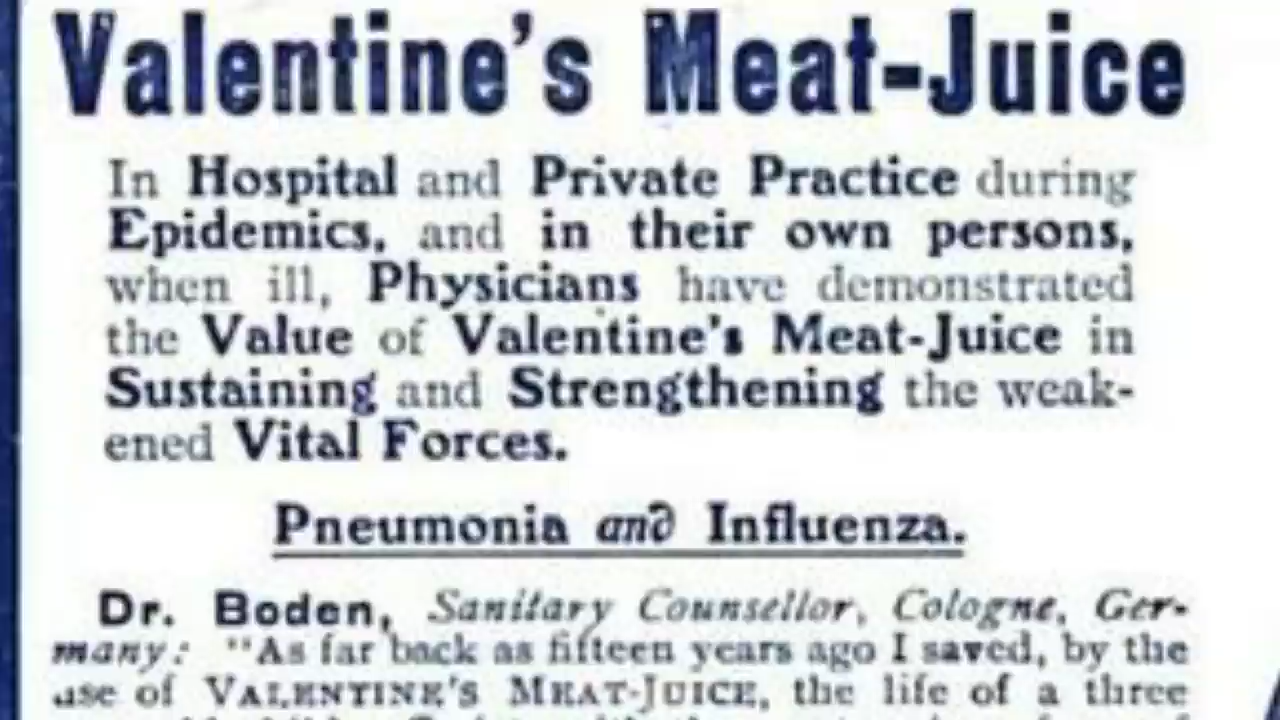 Valentine's Meat-Juice
In Hospital and Private Practice during
Epidemics, and in their own persons,
when ill, Physicians have demonstrated
the Value of Valentine's Meat-Juice in
Sustaining and Strengthening the weak-
ened Vital Forces.
Pneumonia and Influenza.
Dr. Boden, Sanitary Counsellor, Cologne, Ger-
many: "As far back as fifteen years ago I saved, by the
use of VALENTINE'S MEAT-JUICE, the life of a three